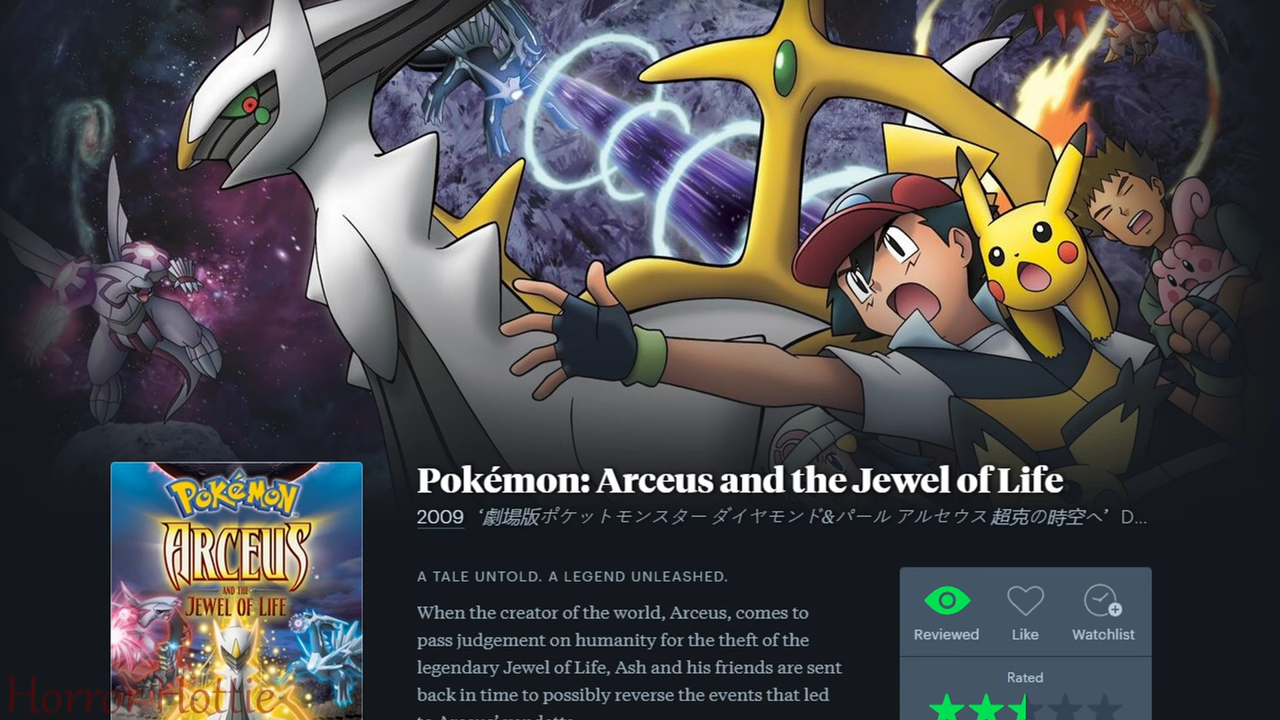 Pokémon: Arceus and the Jewel of Life
2009 ‘劇場版ポケットモンスター ダイヤモンド&パール アルセウス 超克の時空へ’ D...
POKéMON
ARCEUS
AND THE
JEWEL OF LIFE
A TALE UNTOLD. A LEGEND UNLEASHED.
When the creator of the world, Arceus, comes to
pass judgement on humanity for the theft of the
legendary Jewel of Life, Ash and his friends are sent
back in time to possibly reverse the events that led
to Arceus' vendetta.
Reviewed Like Watchlist
Rated
Horror Hottie